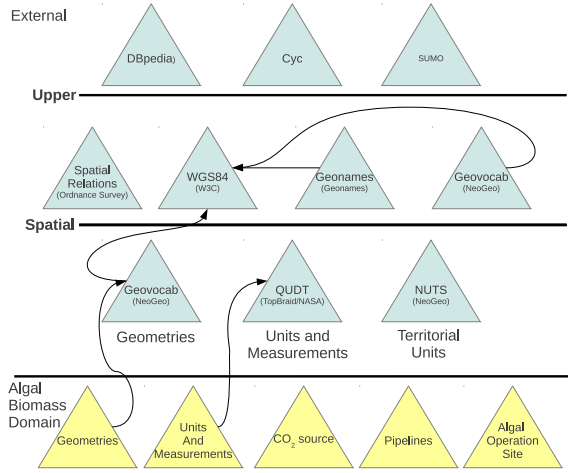 External
DBpedia)
Cyc
SUMO
Upper
Spatial
Relations
(Ordnance Survey)
WGS84
(W3C)
Geonames
(Geonames)
Geovocab
(NeoGeo)
Spatial
Geovocab
(NeoGeo)
Geometries
QUDT
(TopBraid/NASA)
Units and
Measurements
NUTS
(NeoGeo)
Territorial
Units
Algal
Biomass
Domain
Geometries
Units
And
Measurements
CO₂ source
Pipelines
Algal
Operation
Site